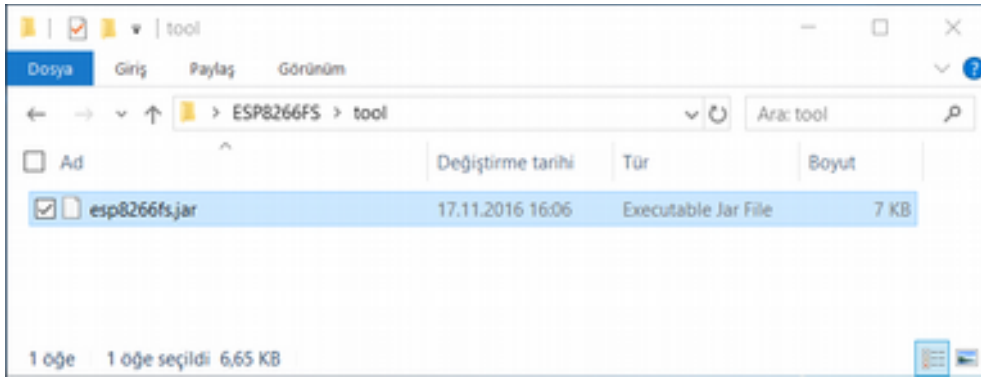 tool
Dosya Giriş Paylaş Görünüm
ESP8266FS > tool Ara: tool
Ad Değiştirme tarihi Tür Boyut
esp8266fs.jar 17.11.2016 16:06 Executable Jar File 7 KB
1 öğe 1 öğe seçildi 6,65 KB